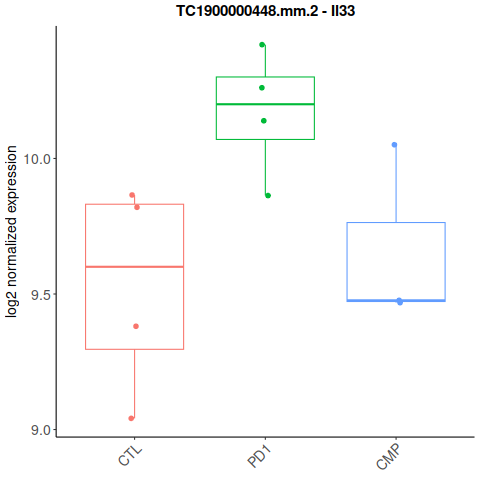 TC1900000448.mm.2 - Il33
log2 normalized expression
10.0
9.5
9.0
CTL
PD1
CMP